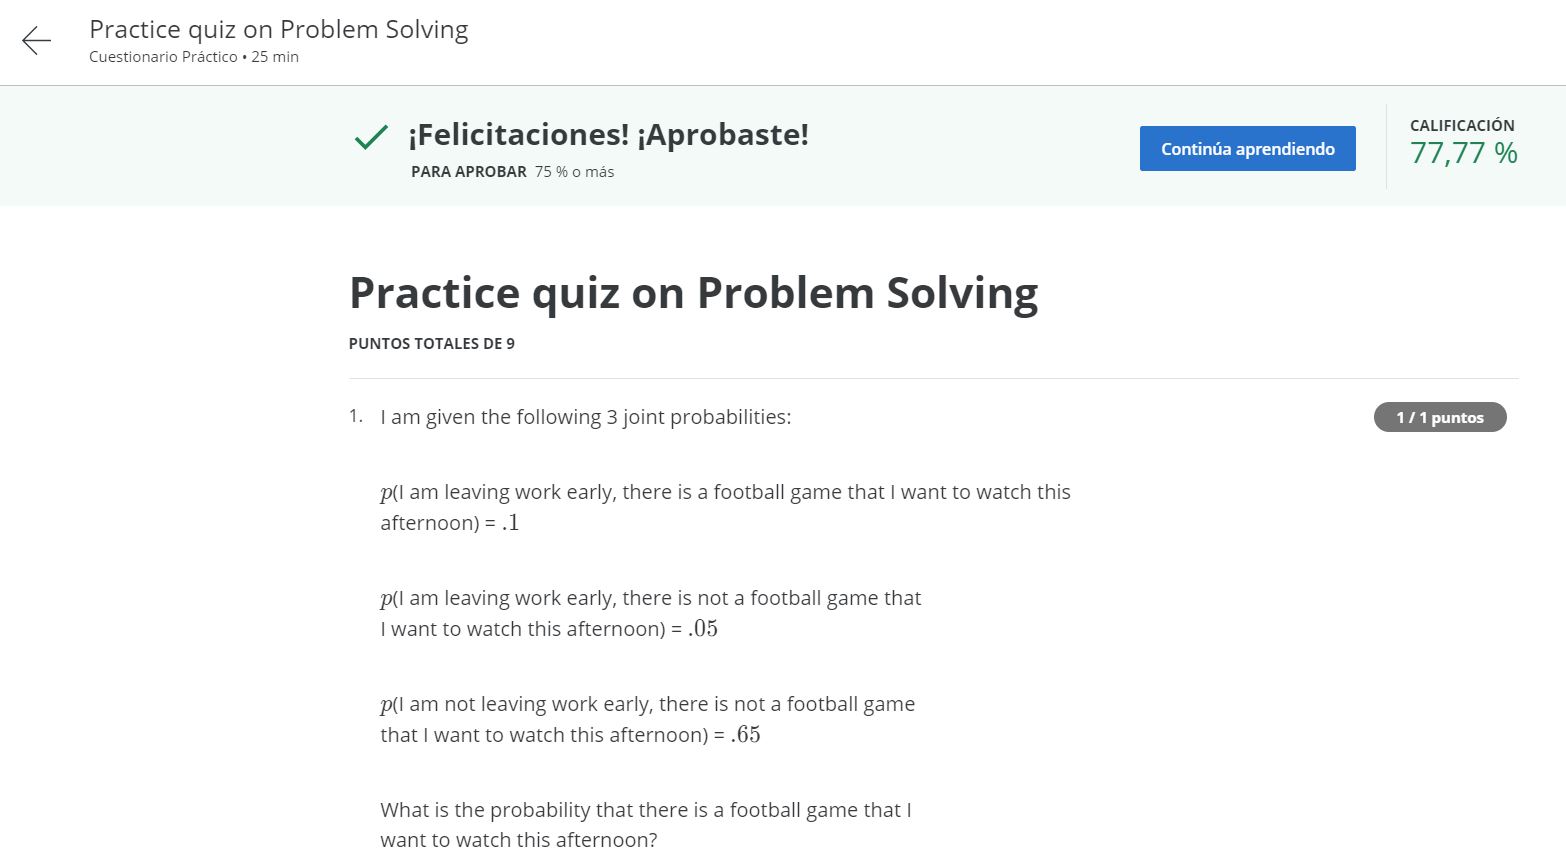 Practice quiz on Problem Solving
Cuestionario Práctico • 25 min
¡Felicitaciones! ¡Aprobaste!
PARA APROBAR 75 % o más
Continúa aprendiendo
CALIFICACIÓN
77,77 %
Practice quiz on Problem Solving
PUNTOS TOTALES DE 9
1. I am given the following 3 joint probabilities:
1 / 1 puntos
p(I am leaving work early, there is a football game that I want to watch this
afternoon) = .1
p(I am leaving work early, there is not a football game that
I want to watch this afternoon) = .05
p(I am not leaving work early, there is not a football game
that I want to watch this afternoon) = .65
What is the probability that there is a football game that I
want to watch this afternoon?